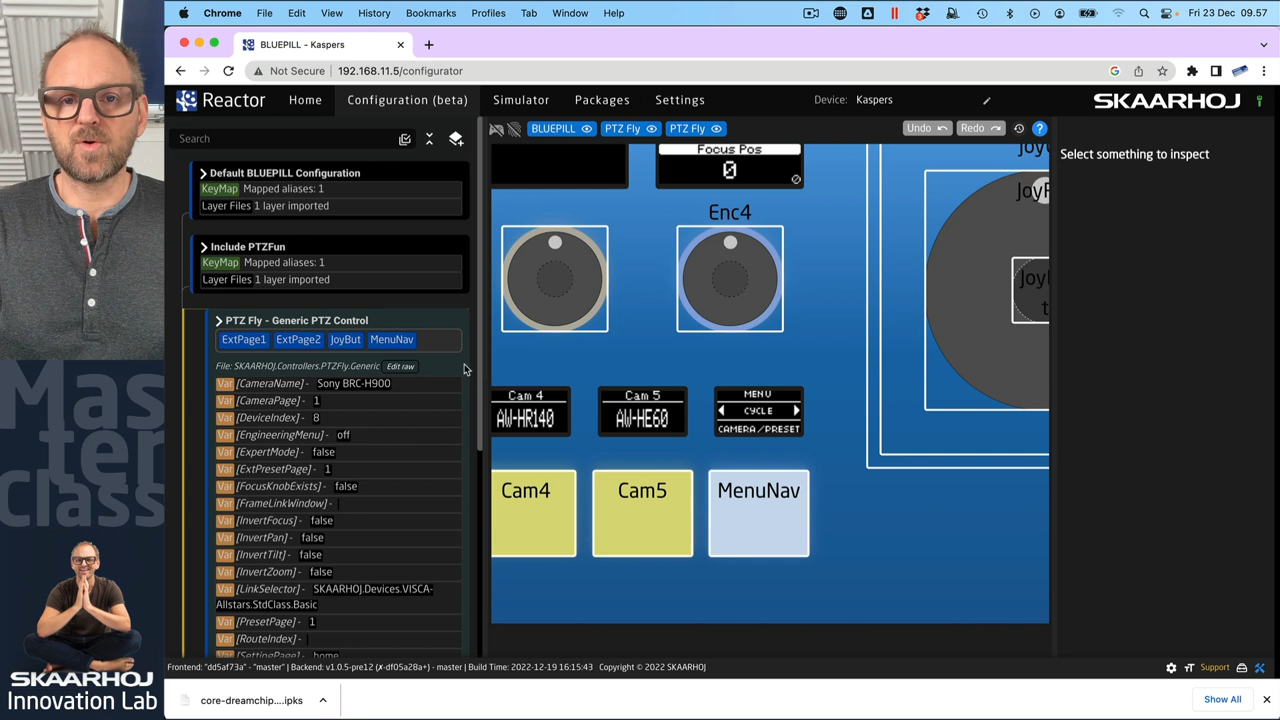 Chrome File Edit View History Bookmarks Profiles Tab Window Help Fri 23 Dec 09.57
BLUEPILL - Kaspers
Not Secure 192.168.11.5/configurator
Reactor Home Configuration (beta) Simulator Packages Settings Device: Kaspers SKAARHOJ
Search
BLUEPILL PTZ Fly PTZ Fly Undo Redo
Select something to inspect
Default BLUEPILL Configuration
KeyMap Mapped aliases: 1
Layer Files 1 layer imported
Include PTZFun
KeyMap Mapped aliases: 1
Layer Files 1 layer imported
PTZ Fly - Generic PTZ Control
ExtPage1 ExtPage2 JoyBut MenuNav
File: SKAARHOJ.Controllers.PTZFly.Generic Edit raw
Var [CameraName] - Sony BRC-H900
Var [CameraPage] - 1
Var [DeviceIndex] - 8
Var [EngineeringMenu] - off
Var [ExpertMode] - false
Var [ExtPresetPage] - 1
Var [FocusKnobExists] - false
Var [FrameLinkWindow] -
Var [InvertFocus] - false
Var [InvertPan] - false
Var [InvertTilt] - false
Var [InvertZoom] - false
Var [LinkSelector] - SKAARHOJ.Devices.VISCA-
Allstars.StdClass.Basic
Var [PresetPage] - 1
Var [RouteIndex] -
Var [SettingPage] - home
Focus Pos
0
Enc4
Cam 4
AW-HR140
Cam 5
AW-HE60
MENU
CYCLE
CAMERA/PRESET
Cam4
Cam5
MenuNav
Master
Class
SKAARHOJ
Innovation Lab
Frontend: "dd5af73a" - "master" | Backend: v1.0.5-pre12 (✗-df05a28a+) - master | Build Time: 2022-12-19 16:15:43 Copyright © 2022 SKAARHOJ
Support
core-dreamchip....ipks
Show All